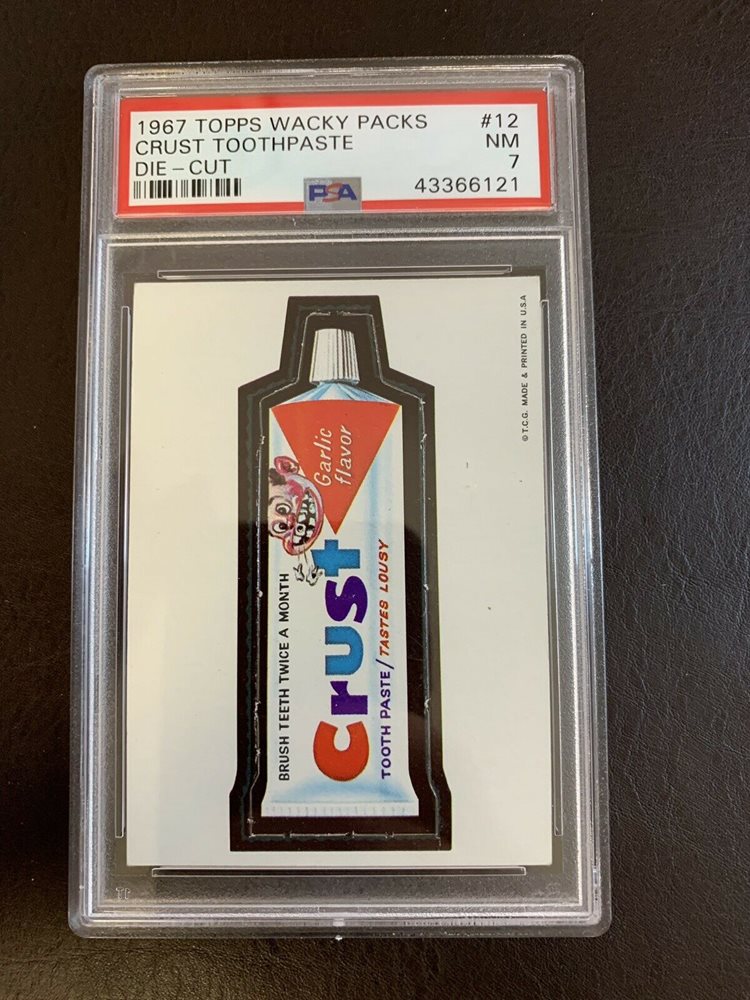 1967 TOPPS WACKY PACKS #12
CRUST TOOTHPASTE NM
DIE-CUT 7
PSA 43366121
© T.C.G. MADE & PRINTED IN U.S.A
Garlic
flavor
BRUSH TEETH TWICE A MONTH
Crust
TOOTH PASTE/TASTES LOUSY